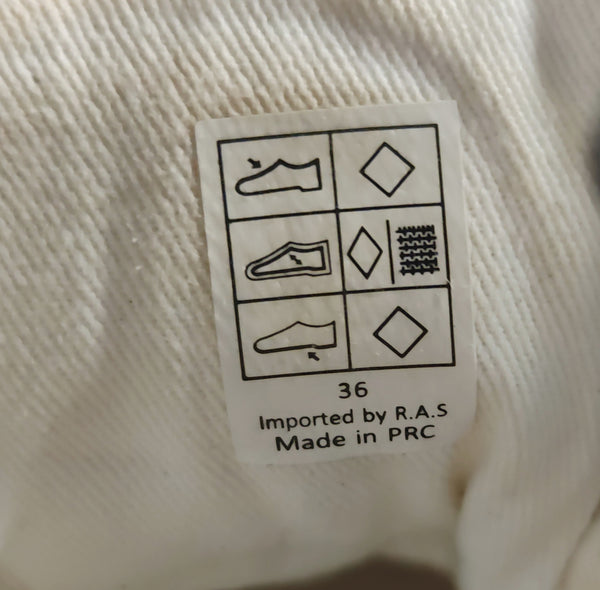 36
Imported by R.A.S
Made in PRC